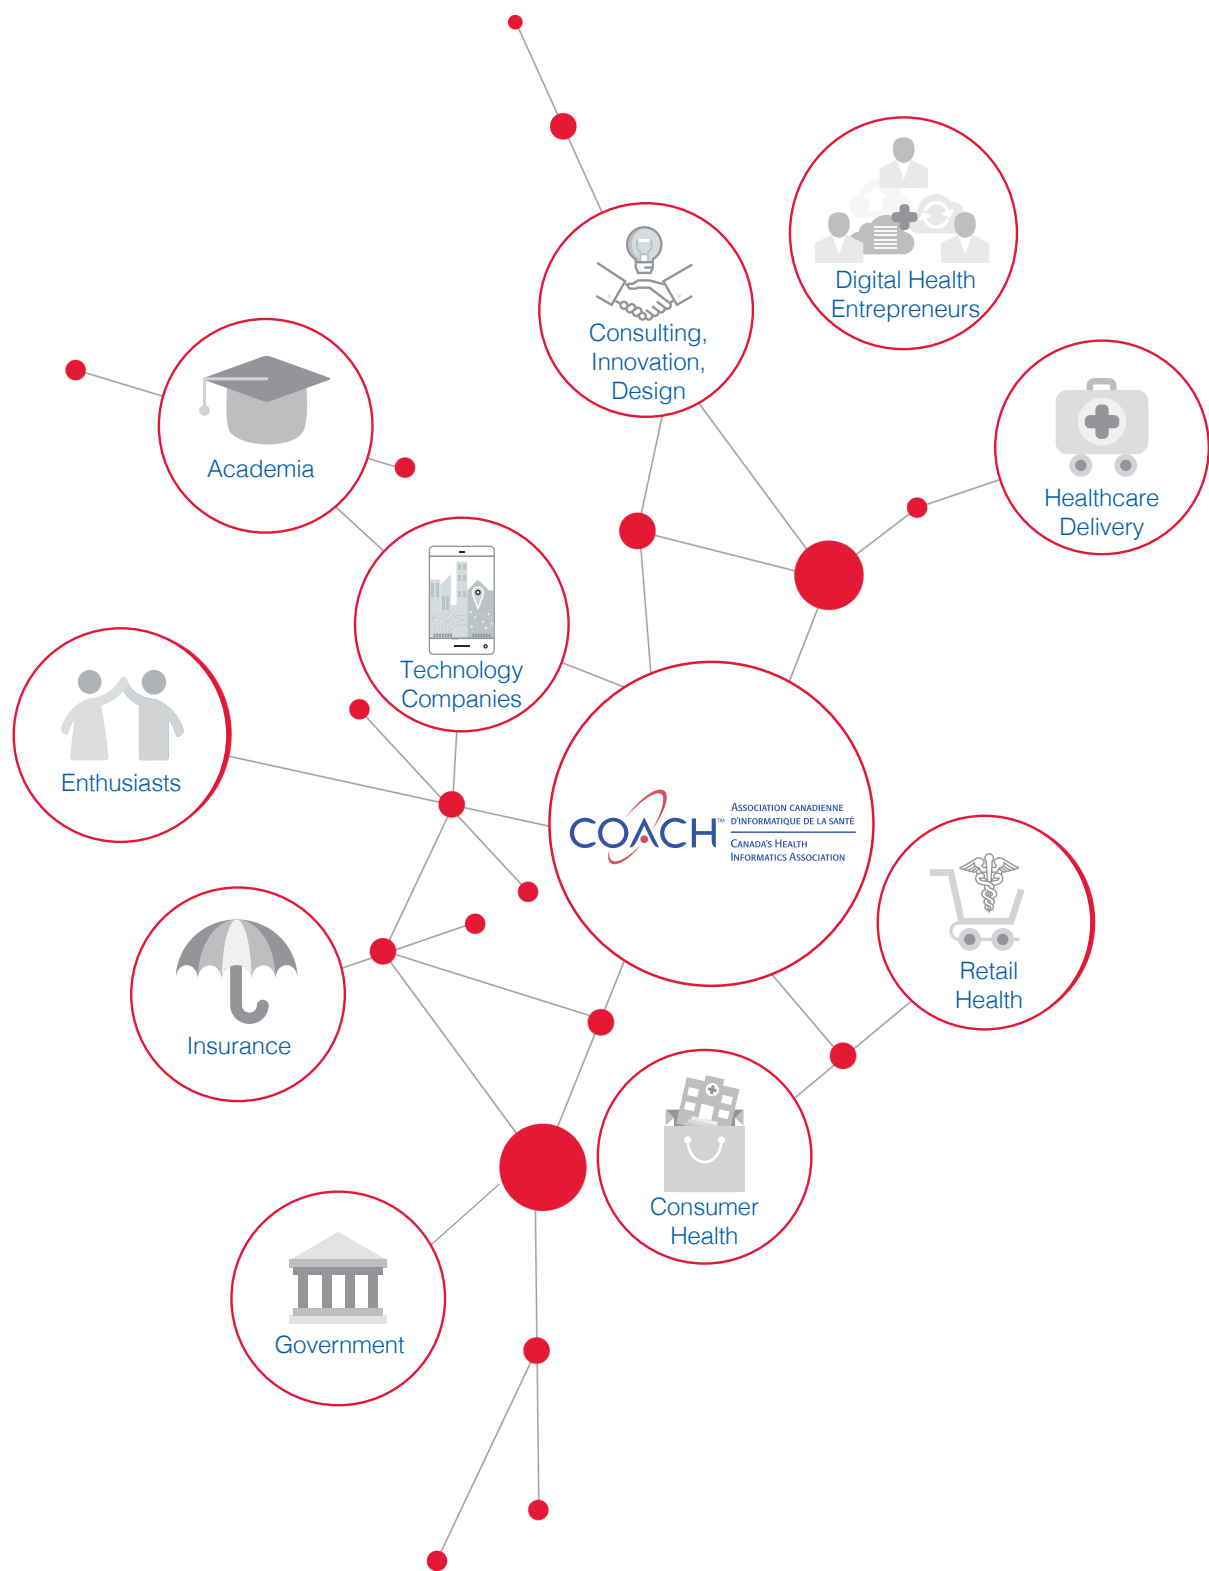 Digital Health
Entrepreneurs
Consulting,
Innovation,
Design
Academia
Healthcare
Delivery
Technology
Companies
Enthusiasts
COACH™
ASSOCIATION CANADIENNE
D'INFORMATIQUE DE LA SANTÉ
CANADA'S HEALTH
INFORMATICS ASSOCIATION
Retail
Health
Insurance
Consumer
Health
Government